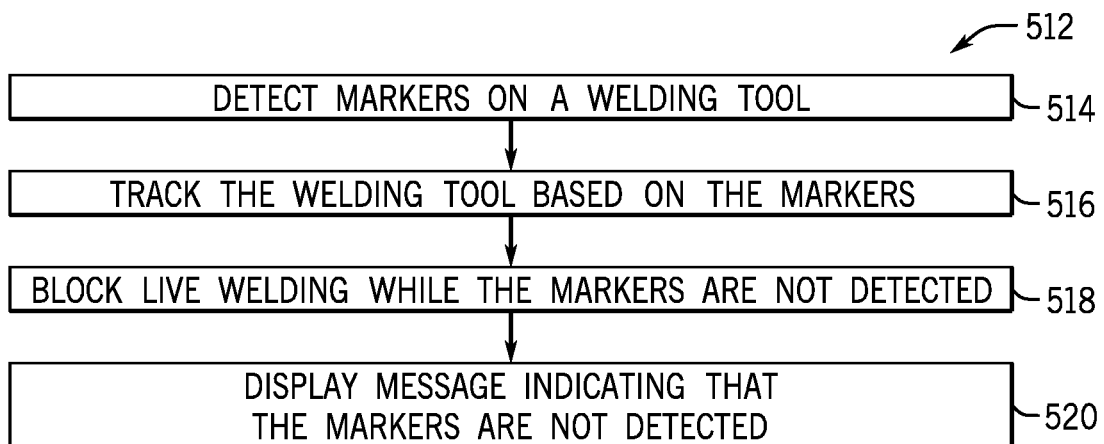 512
DETECT MARKERS ON A WELDING TOOL
514
TRACK THE WELDING TOOL BASED ON THE MARKERS
516
BLOCK LIVE WELDING WHILE THE MARKERS ARE NOT DETECTED
518
DISPLAY MESSAGE INDICATING THAT
THE MARKERS ARE NOT DETECTED
520